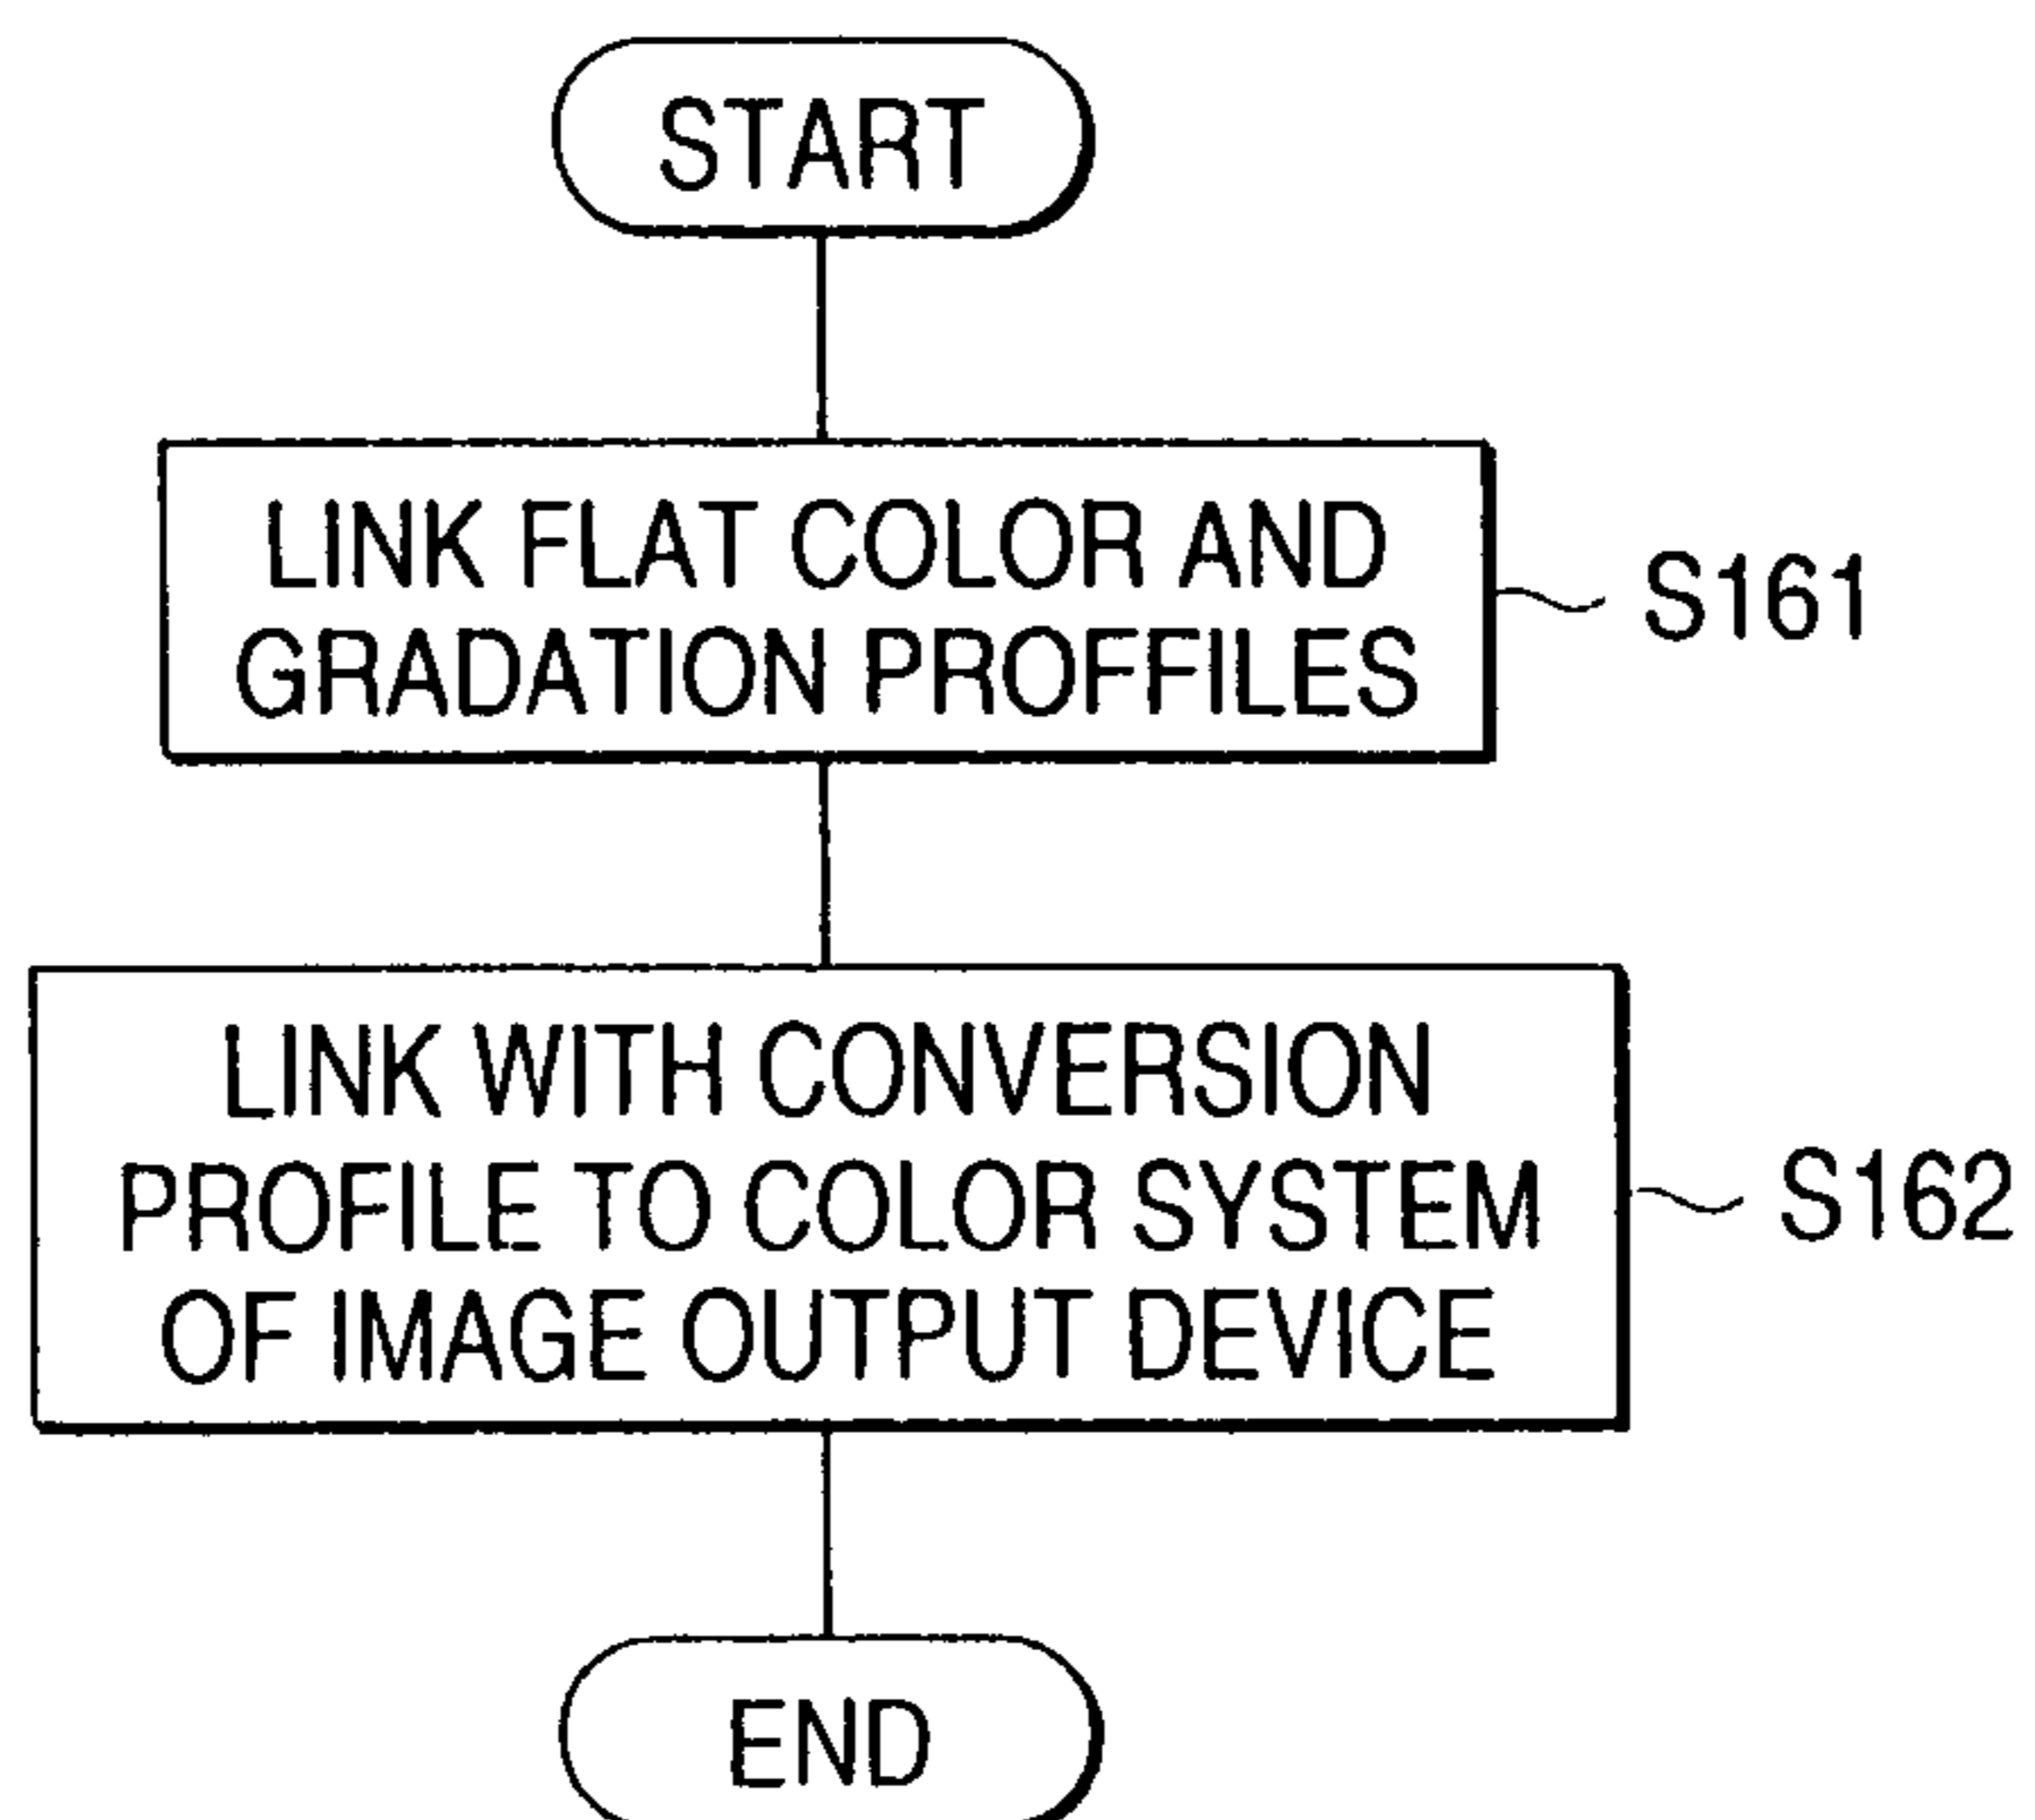 START
LINK FLAT COLOR AND
GRADATION PROFFILES
S161
LINK WITH CONVERSION
PROFILE TO COLOR SYSTEM
OF IMAGE OUTPUT DEVICE
S162
END